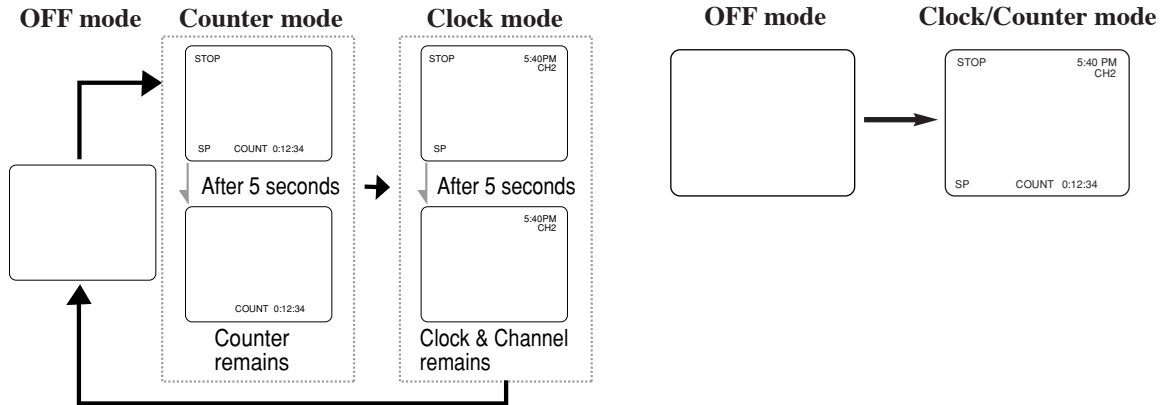 OFF mode
Counter mode
Clock mode
STOP
SP COUNT 0:12:34
After 5 seconds
COUNT 0:12:34
Counter
remains
STOP 5:40PM
CH2
SP
After 5 seconds
5:40PM
CH2
Clock & Channel
remains
OFF mode
Clock/Counter mode
STOP 5:40 PM
CH2
SP COUNT 0:12:34